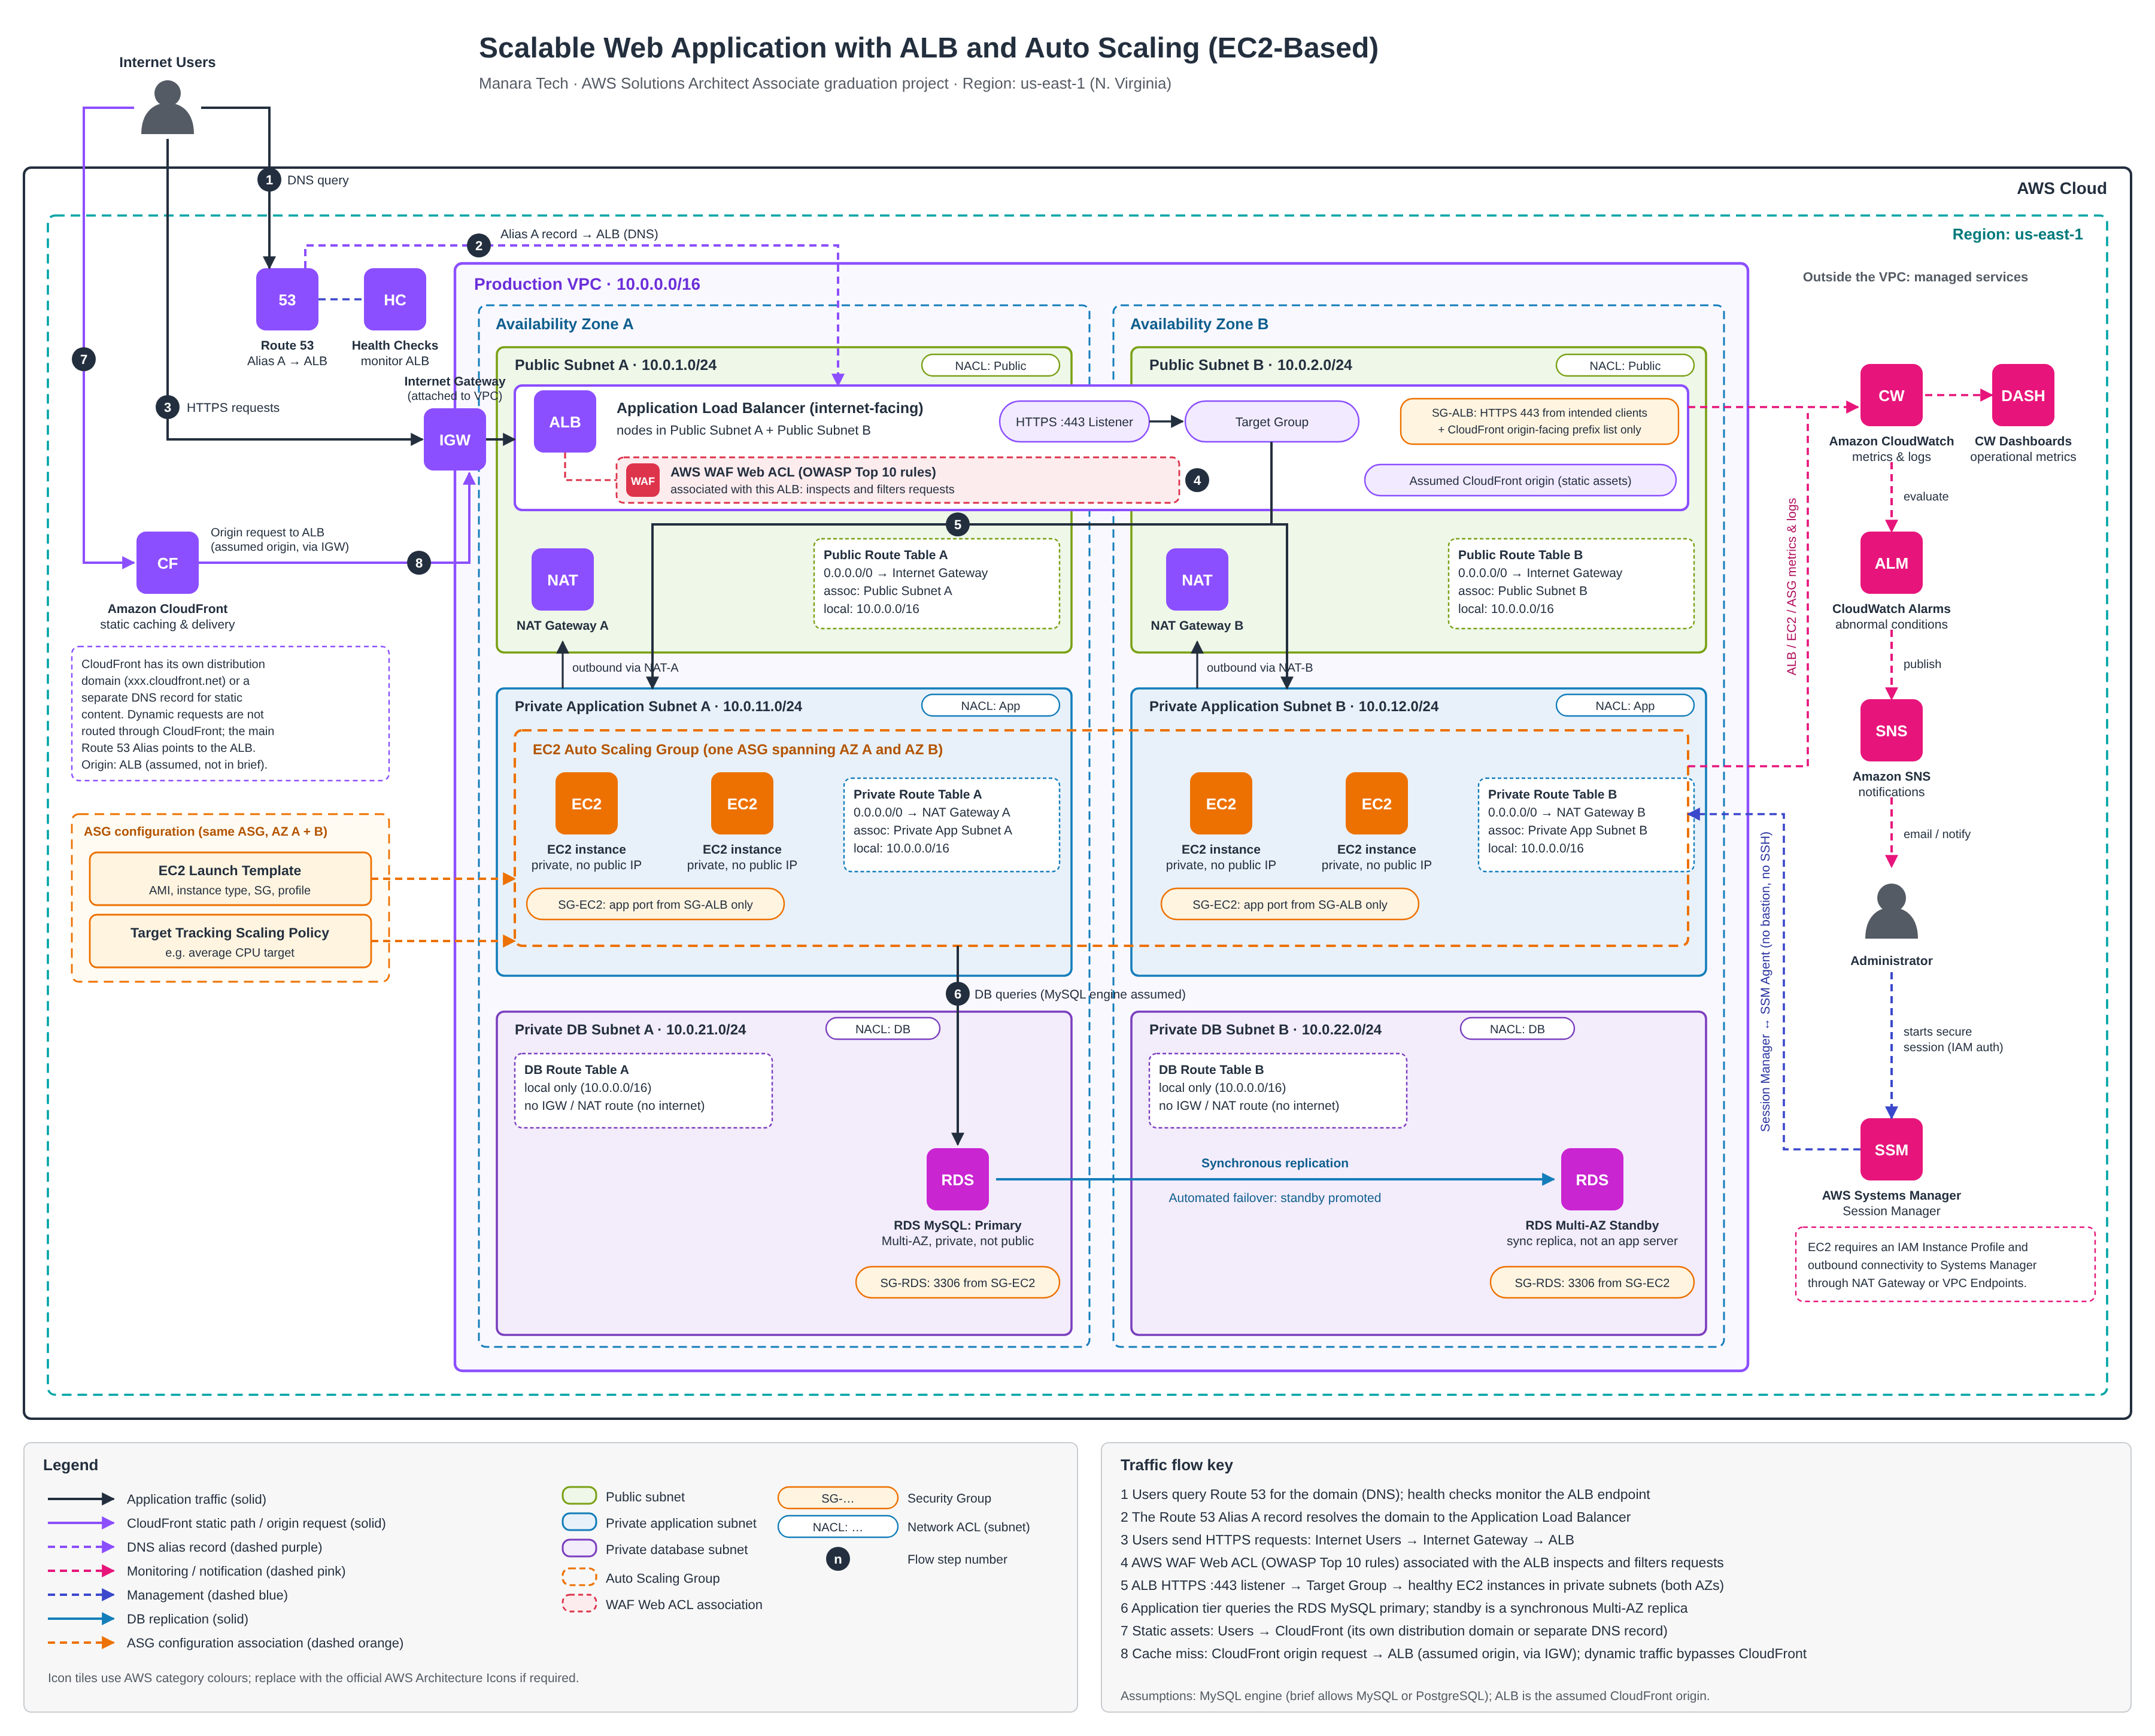 Scalable Web Application with ALB and Auto Scaling (EC2-Based)
Manara Tech · AWS Solutions Architect Associate graduation project · Region: us-east-1 (N. Virginia)
Internet Users
1
DNS query
AWS Cloud
Region: us-east-1
2
Alias A record → ALB (DNS)
53
Route 53
Alias A → ALB
HC
Health Checks
monitor ALB
7
3
HTTPS requests
Internet Gateway
(attached to VPC)
IGW
CF
Amazon CloudFront
static caching & delivery
Origin request to ALB
(assumed origin, via IGW)
8
CloudFront has its own distribution
domain (xxx.cloudfront.net) or a
separate DNS record for static
content. Dynamic requests are not
routed through CloudFront; the main
Route 53 Alias points to the ALB.
Origin: ALB (assumed, not in brief).
ASG configuration (same ASG, AZ A + B)
EC2 Launch Template
AMI, instance type, SG, profile
Target Tracking Scaling Policy
e.g. average CPU target
Production VPC · 10.0.0.0/16
Availability Zone A
Availability Zone B
Public Subnet A · 10.0.1.0/24
NACL: Public
Public Subnet B · 10.0.2.0/24
NACL: Public
ALB
Application Load Balancer (internet-facing)
nodes in Public Subnet A + Public Subnet B
HTTPS :443 Listener
Target Group
SG-ALB: HTTPS 443 from intended clients
+ CloudFront origin-facing prefix list only
WAF
AWS WAF Web ACL (OWASP Top 10 rules)
associated with this ALB: inspects and filters requests
4
Assumed CloudFront origin (static assets)
5
NAT
NAT Gateway A
Public Route Table A
0.0.0.0/0 → Internet Gateway
assoc: Public Subnet A
local: 10.0.0.0/16
NAT
NAT Gateway B
Public Route Table B
0.0.0.0/0 → Internet Gateway
assoc: Public Subnet B
local: 10.0.0.0/16
outbound via NAT-A
outbound via NAT-B
Private Application Subnet A · 10.0.11.0/24
NACL: App
Private Application Subnet B · 10.0.12.0/24
NACL: App
EC2 Auto Scaling Group (one ASG spanning AZ A and AZ B)
EC2
EC2 instance
private, no public IP
EC2
EC2 instance
private, no public IP
Private Route Table A
0.0.0.0/0 → NAT Gateway A
assoc: Private App Subnet A
local: 10.0.0.0/16
SG-EC2: app port from SG-ALB only
EC2
EC2 instance
private, no public IP
EC2
EC2 instance
private, no public IP
Private Route Table B
0.0.0.0/0 → NAT Gateway B
assoc: Private App Subnet B
local: 10.0.0.0/16
SG-EC2: app port from SG-ALB only
6
DB queries (MySQL engine assumed)
Private DB Subnet A · 10.0.21.0/24
NACL: DB
Private DB Subnet B · 10.0.22.0/24
NACL: DB
DB Route Table A
local only (10.0.0.0/16)
no IGW / NAT route (no internet)
DB Route Table B
local only (10.0.0.0/16)
no IGW / NAT route (no internet)
RDS
RDS MySQL: Primary
Multi-AZ, private, not public
SG-RDS: 3306 from SG-EC2
Synchronous replication
Automated failover: standby promoted
RDS
RDS Multi-AZ Standby
sync replica, not an app server
SG-RDS: 3306 from SG-EC2
Outside the VPC: managed services
CW
Amazon CloudWatch
metrics & logs
DASH
CW Dashboards
operational metrics
ALB / EC2 / ASG metrics & logs
evaluate
ALM
CloudWatch Alarms
abnormal conditions
publish
SNS
Amazon SNS
notifications
email / notify
Administrator
Session Manager ↔ SSM Agent (no bastion, no SSH)
starts secure
session (IAM auth)
SSM
AWS Systems Manager
Session Manager
EC2 requires an IAM Instance Profile and
outbound connectivity to Systems Manager
through NAT Gateway or VPC Endpoints.
Legend
Application traffic (solid)
CloudFront static path / origin request (solid)
DNS alias record (dashed purple)
Monitoring / notification (dashed pink)
Management (dashed blue)
DB replication (solid)
ASG configuration association (dashed orange)
Public subnet
Private application subnet
Private database subnet
Auto Scaling Group
WAF Web ACL association
SG-…
Security Group
NACL: …
Network ACL (subnet)
n
Flow step number
Icon tiles use AWS category colours; replace with the official AWS Architecture Icons if required.
Traffic flow key
1 Users query Route 53 for the domain (DNS); health checks monitor the ALB endpoint
2 The Route 53 Alias A record resolves the domain to the Application Load Balancer
3 Users send HTTPS requests: Internet Users → Internet Gateway → ALB
4 AWS WAF Web ACL (OWASP Top 10 rules) associated with the ALB inspects and filters requests
5 ALB HTTPS :443 listener → Target Group → healthy EC2 instances in private subnets (both AZs)
6 Application tier queries the RDS MySQL primary; standby is a synchronous Multi-AZ replica
7 Static assets: Users → CloudFront (its own distribution domain or separate DNS record)
8 Cache miss: CloudFront origin request → ALB (assumed origin, via IGW); dynamic traffic bypasses CloudFront
Assumptions: MySQL engine (brief allows MySQL or PostgreSQL); ALB is the assumed CloudFront origin.